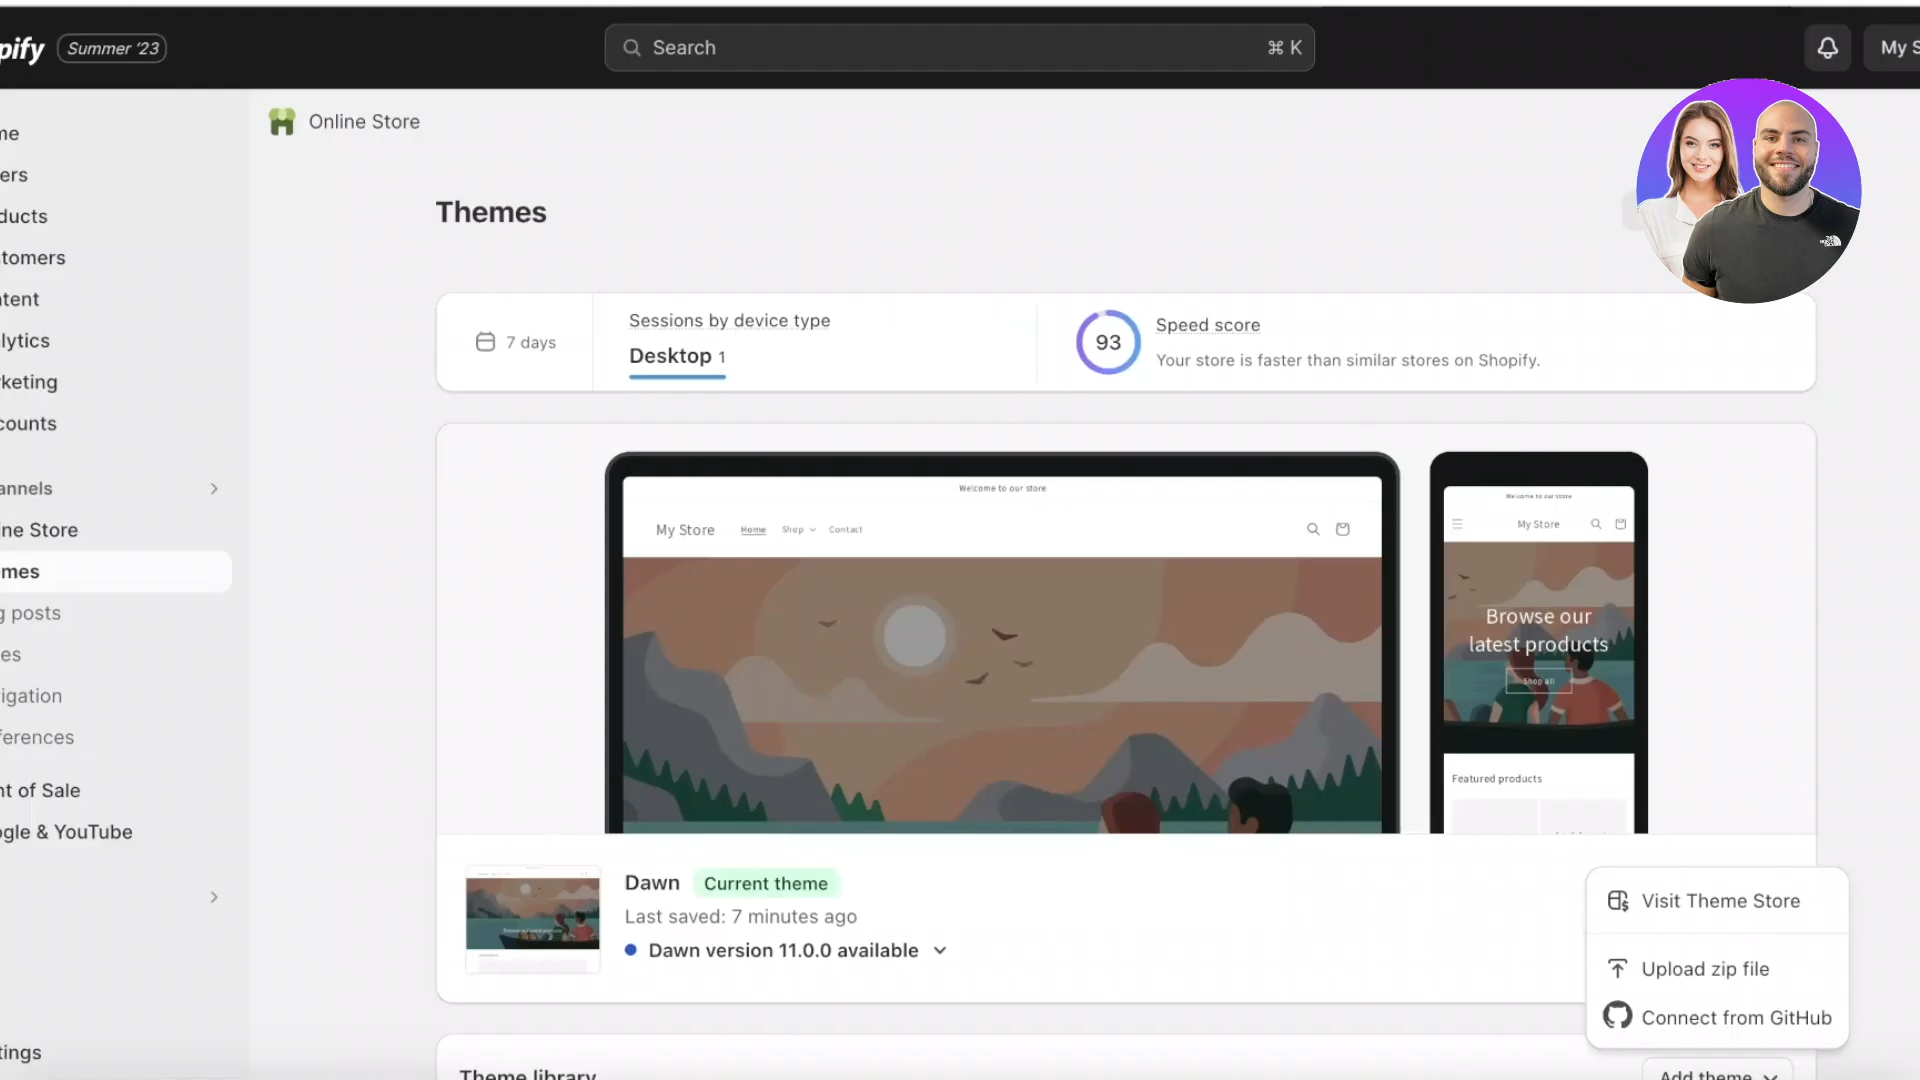 pify Summer '23
Search ⌘ K
My S
Online Store
me
ers
ducts
tomers
tent
lytics
keting
counts
annels
ne Store
mes
g posts
es
igation
ferences
nt of Sale
ogle & YouTube
tings
Themes
7 days
Sessions by device type
Desktop 1
93
Speed score
Your store is faster than similar stores on Shopify.
Welcome to our store
My Store Home Shop Contact
Welcome to our store
My Store
Browse our
latest products
Shop all
Featured products
Dawn Current theme
Last saved: 7 minutes ago
Dawn version 11.0.0 available
Visit Theme Store
Upload zip file
Connect from GitHub
Theme library
Add theme
THE NORTH FACE